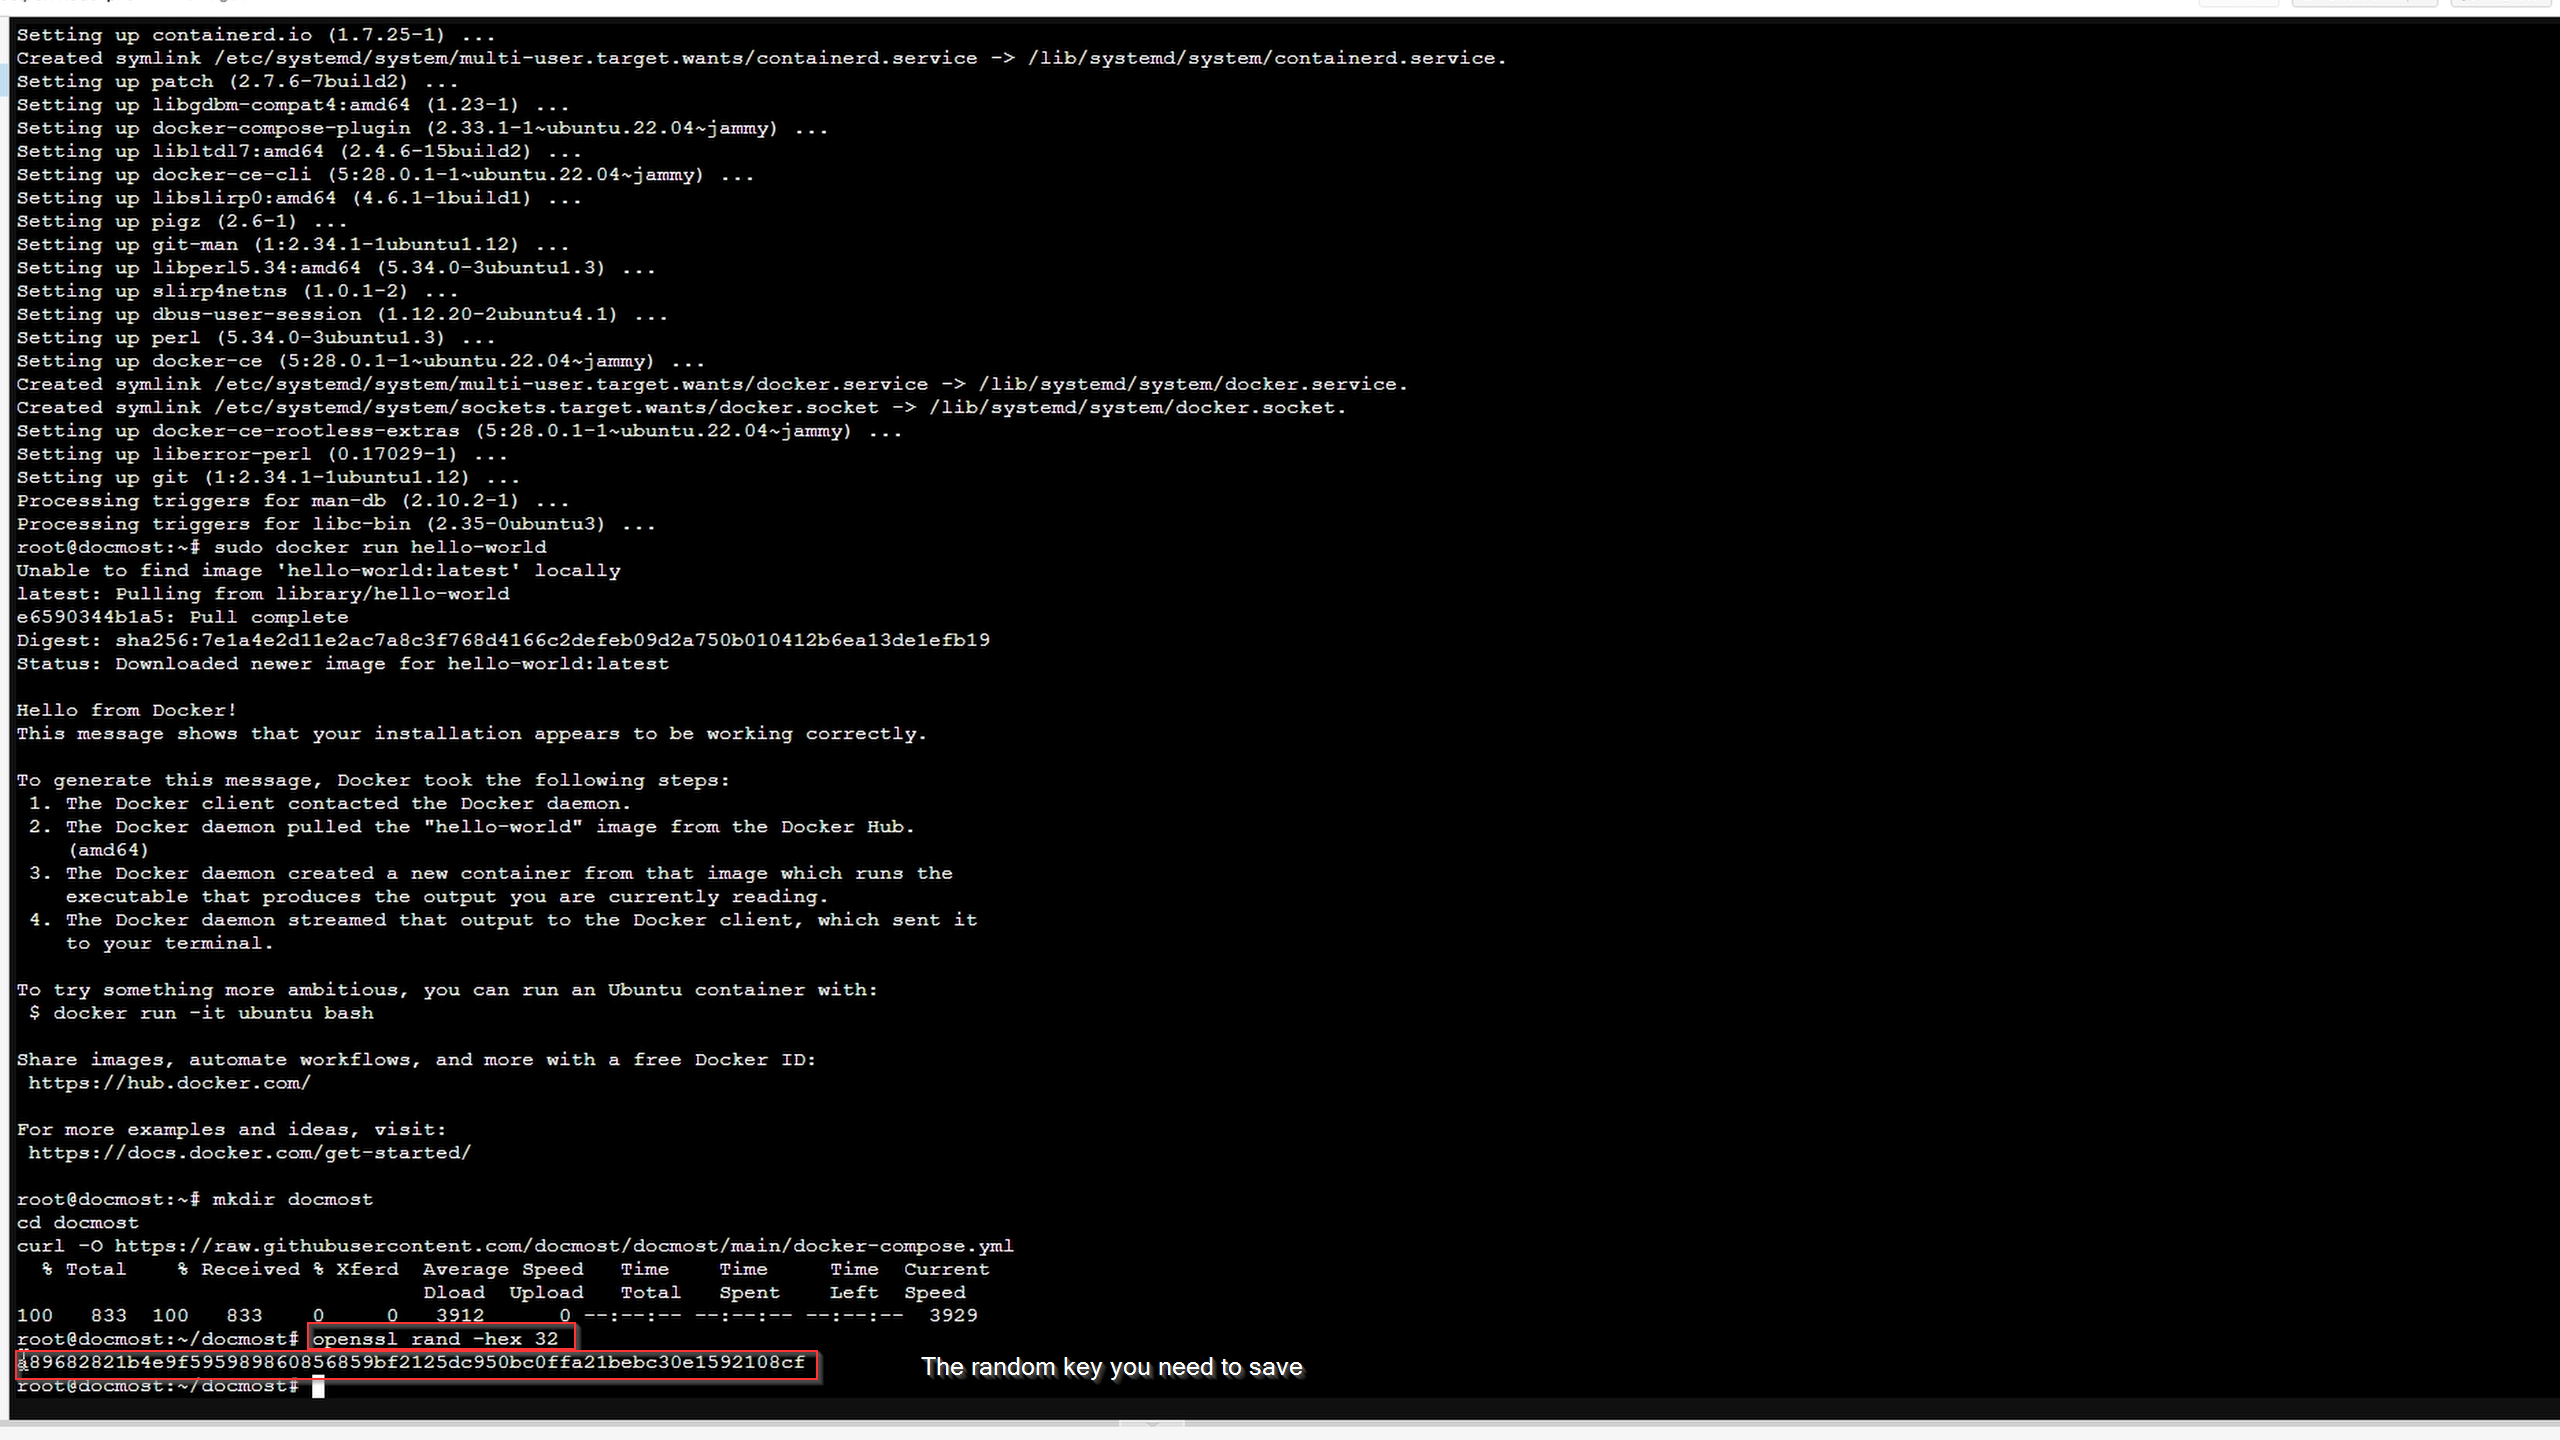 Setting up containerd.io (1.7.25-1) ...
Created symlink /etc/systemd/system/multi-user.target.wants/containerd.service -> /lib/systemd/system/containerd.service.
Setting up patch (2.7.6-7build2) ...
Setting up libgdbm-compat4:amd64 (1.23-1) ...
Setting up docker-compose-plugin (2.33.1-1~ubuntu.22.04~jammy) ...
Setting up libltdl7:amd64 (2.4.6-15build2) ...
Setting up docker-ce-cli (5:28.0.1-1~ubuntu.22.04~jammy) ...
Setting up libslirp0:amd64 (4.6.1-1build1) ...
Setting up pigz (2.6-1) ...
Setting up git-man (1:2.34.1-1ubuntu1.12) ...
Setting up libperl5.34:amd64 (5.34.0-3ubuntu1.3) ...
Setting up slirp4netns (1.0.1-2) ...
Setting up dbus-user-session (1.12.20-2ubuntu4.1) ...
Setting up perl (5.34.0-3ubuntu1.3) ...
Setting up docker-ce (5:28.0.1-1~ubuntu.22.04~jammy) ...
Created symlink /etc/systemd/system/multi-user.target.wants/docker.service -> /lib/systemd/system/docker.service.
Created symlink /etc/systemd/system/sockets.target.wants/docker.socket -> /lib/systemd/system/docker.socket.
Setting up docker-ce-rootless-extras (5:28.0.1-1~ubuntu.22.04~jammy) ...
Setting up liberror-perl (0.17029-1) ...
Setting up git (1:2.34.1-1ubuntu1.12) ...
Processing triggers for man-db (2.10.2-1) ...
Processing triggers for libc-bin (2.35-0ubuntu3) ...
root@docmost:~# sudo docker run hello-world
Unable to find image 'hello-world:latest' locally
latest: Pulling from library/hello-world
e6590344b1a5: Pull complete
Digest: sha256:7e1a4e2d11e2ac7a8c3f768d4166c2defeb09d2a750b010412b6ea13de1efb19
Status: Downloaded newer image for hello-world:latest

Hello from Docker!
This message shows that your installation appears to be working correctly.

To generate this message, Docker took the following steps:
 1. The Docker client contacted the Docker daemon.
 2. The Docker daemon pulled the "hello-world" image from the Docker Hub.
    (amd64)
 3. The Docker daemon created a new container from that image which runs the
    executable that produces the output you are currently reading.
 4. The Docker daemon streamed that output to the Docker client, which sent it
    to your terminal.

To try something more ambitious, you can run an Ubuntu container with:
 $ docker run -it ubuntu bash

Share images, automate workflows, and more with a free Docker ID:
 https://hub.docker.com/

For more examples and ideas, visit:
 https://docs.docker.com/get-started/

root@docmost:~# mkdir docmost
cd docmost
curl -O https://raw.githubusercontent.com/docmost/docmost/main/docker-compose.yml
  % Total    % Received % Xferd  Average Speed   Time    Time     Time  Current
                                 Dload  Upload   Total   Spent    Left  Speed
100   833  100   833    0     0   3912      0 --:--:-- --:--:-- --:--:--  3929
root@docmost:~/docmost# openssl rand -hex 32
a89682821b4e9f595989860856859bf2125dc950bc0ffa21bebc30e1592108cf
The random key you need to save
root@docmost:~/docmost#